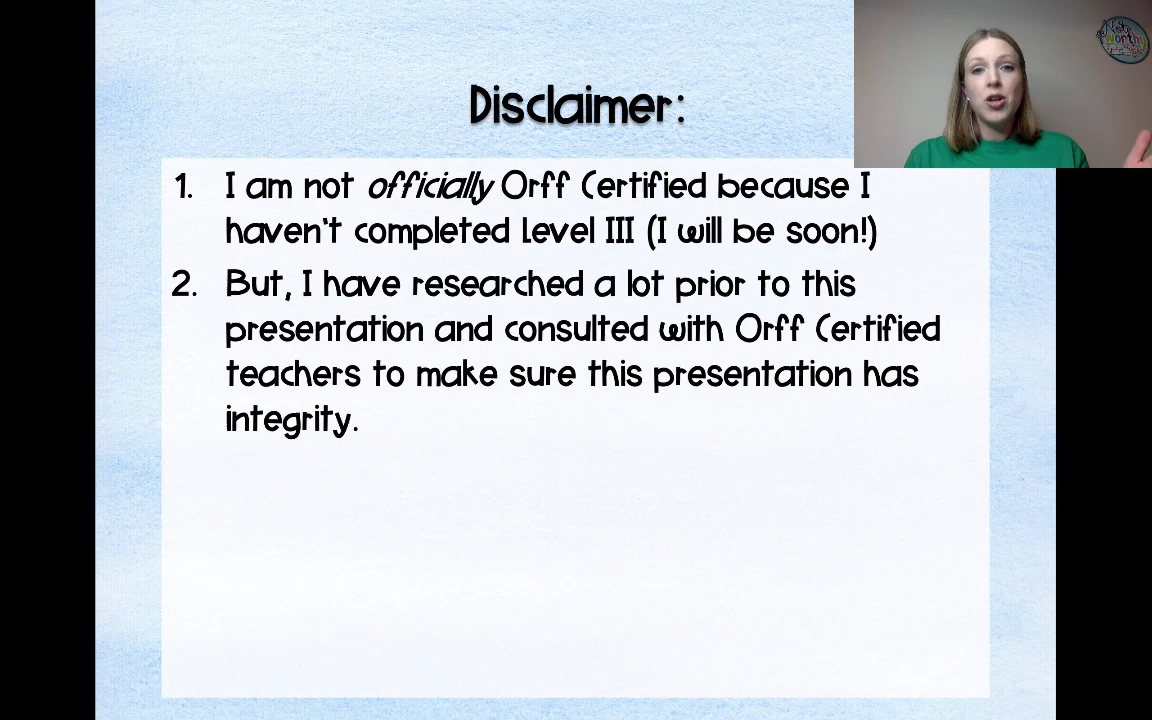 Disclaimer:
1. I am not officially Orff Certified because I
haven't completed Level III (I will be soon!)
2. But, I have researched a lot prior to this
presentation and consulted with Orff Certified
teachers to make sure this presentation has
integrity.
worthy